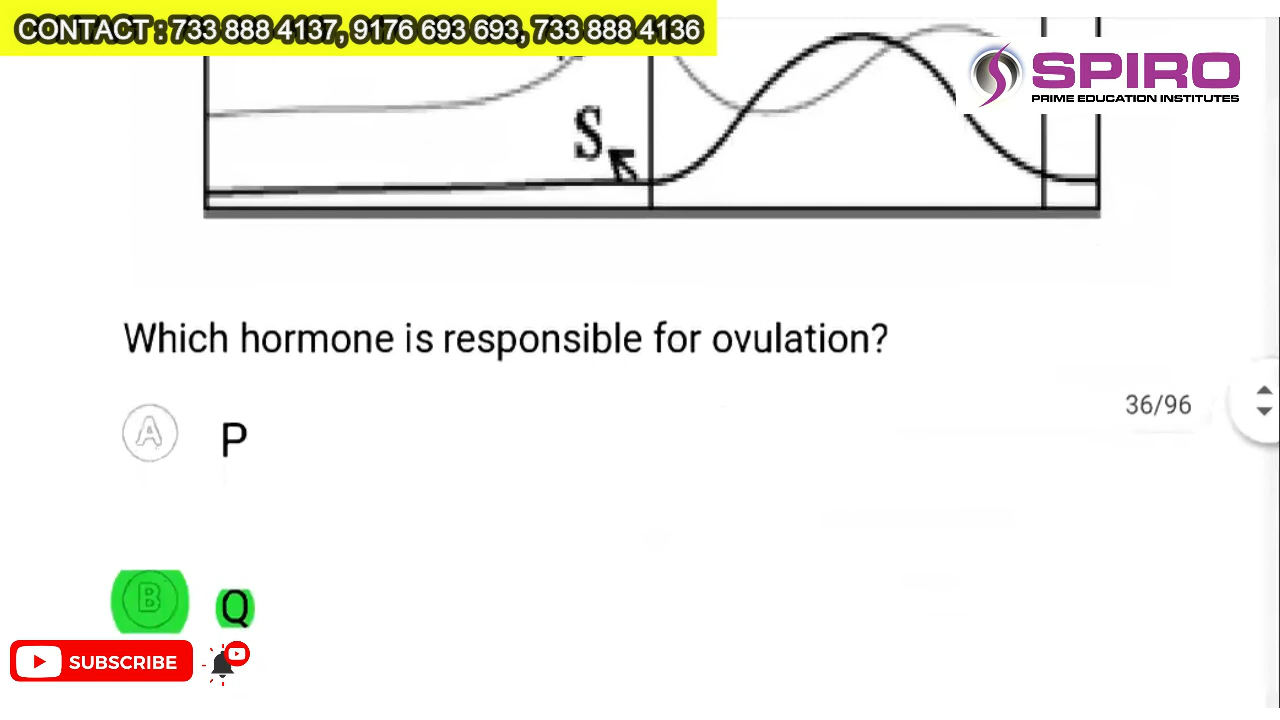 CONTACT : 733 888 4137, 9176 693 693, 733 888 4136
SPIRO
PRIME EDUCATION INSTITUTES
S
Which hormone is responsible for ovulation?
36/96
A P
B Q
SUBSCRIBE